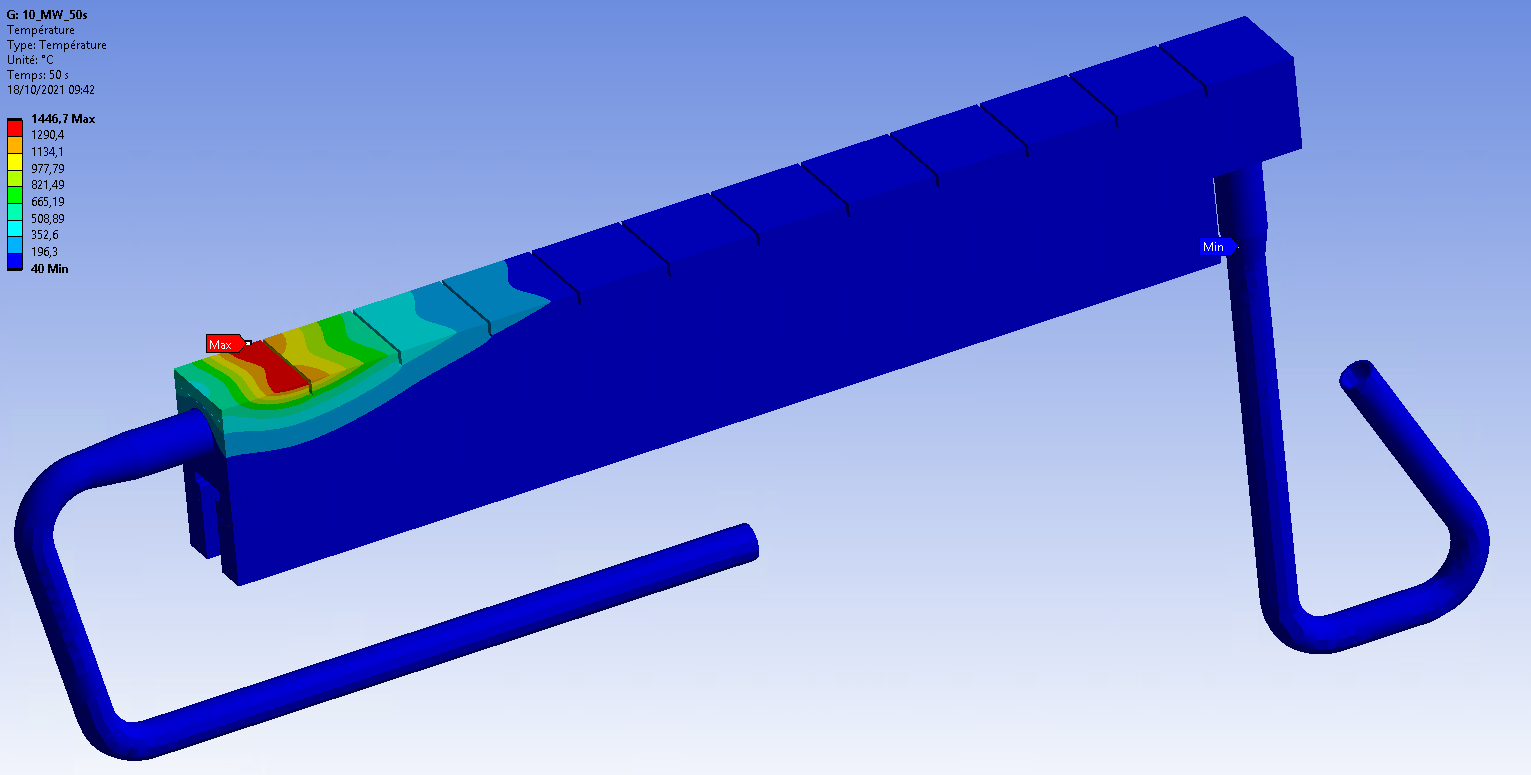 G: 10_MW_50s
Température
Type: Température
Unité: °C
Temps: 50 s
18/10/2021 09:42
1446,7 Max
1290,4
1134,1
977,79
821,49
665,19
508,89
352,6
196,3
40 Min
Min
Max